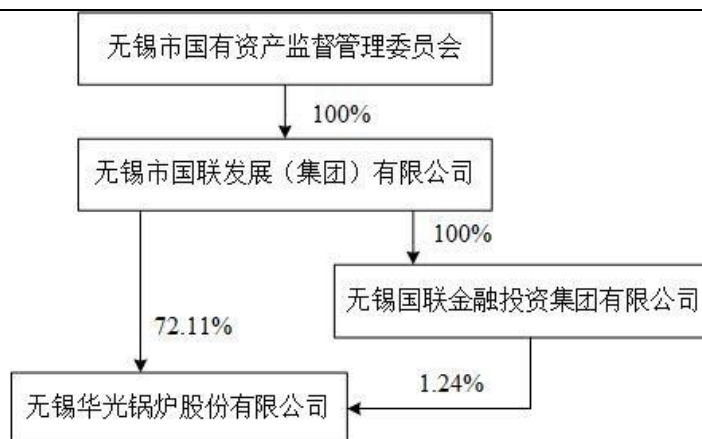 无锡市国有资产监督管理委员会
100%
无锡市国联发展（集团）有限公司
100%
无锡国联金融投资集团有限公司
72.11%
1.24%
无锡华光锅炉股份有限公司